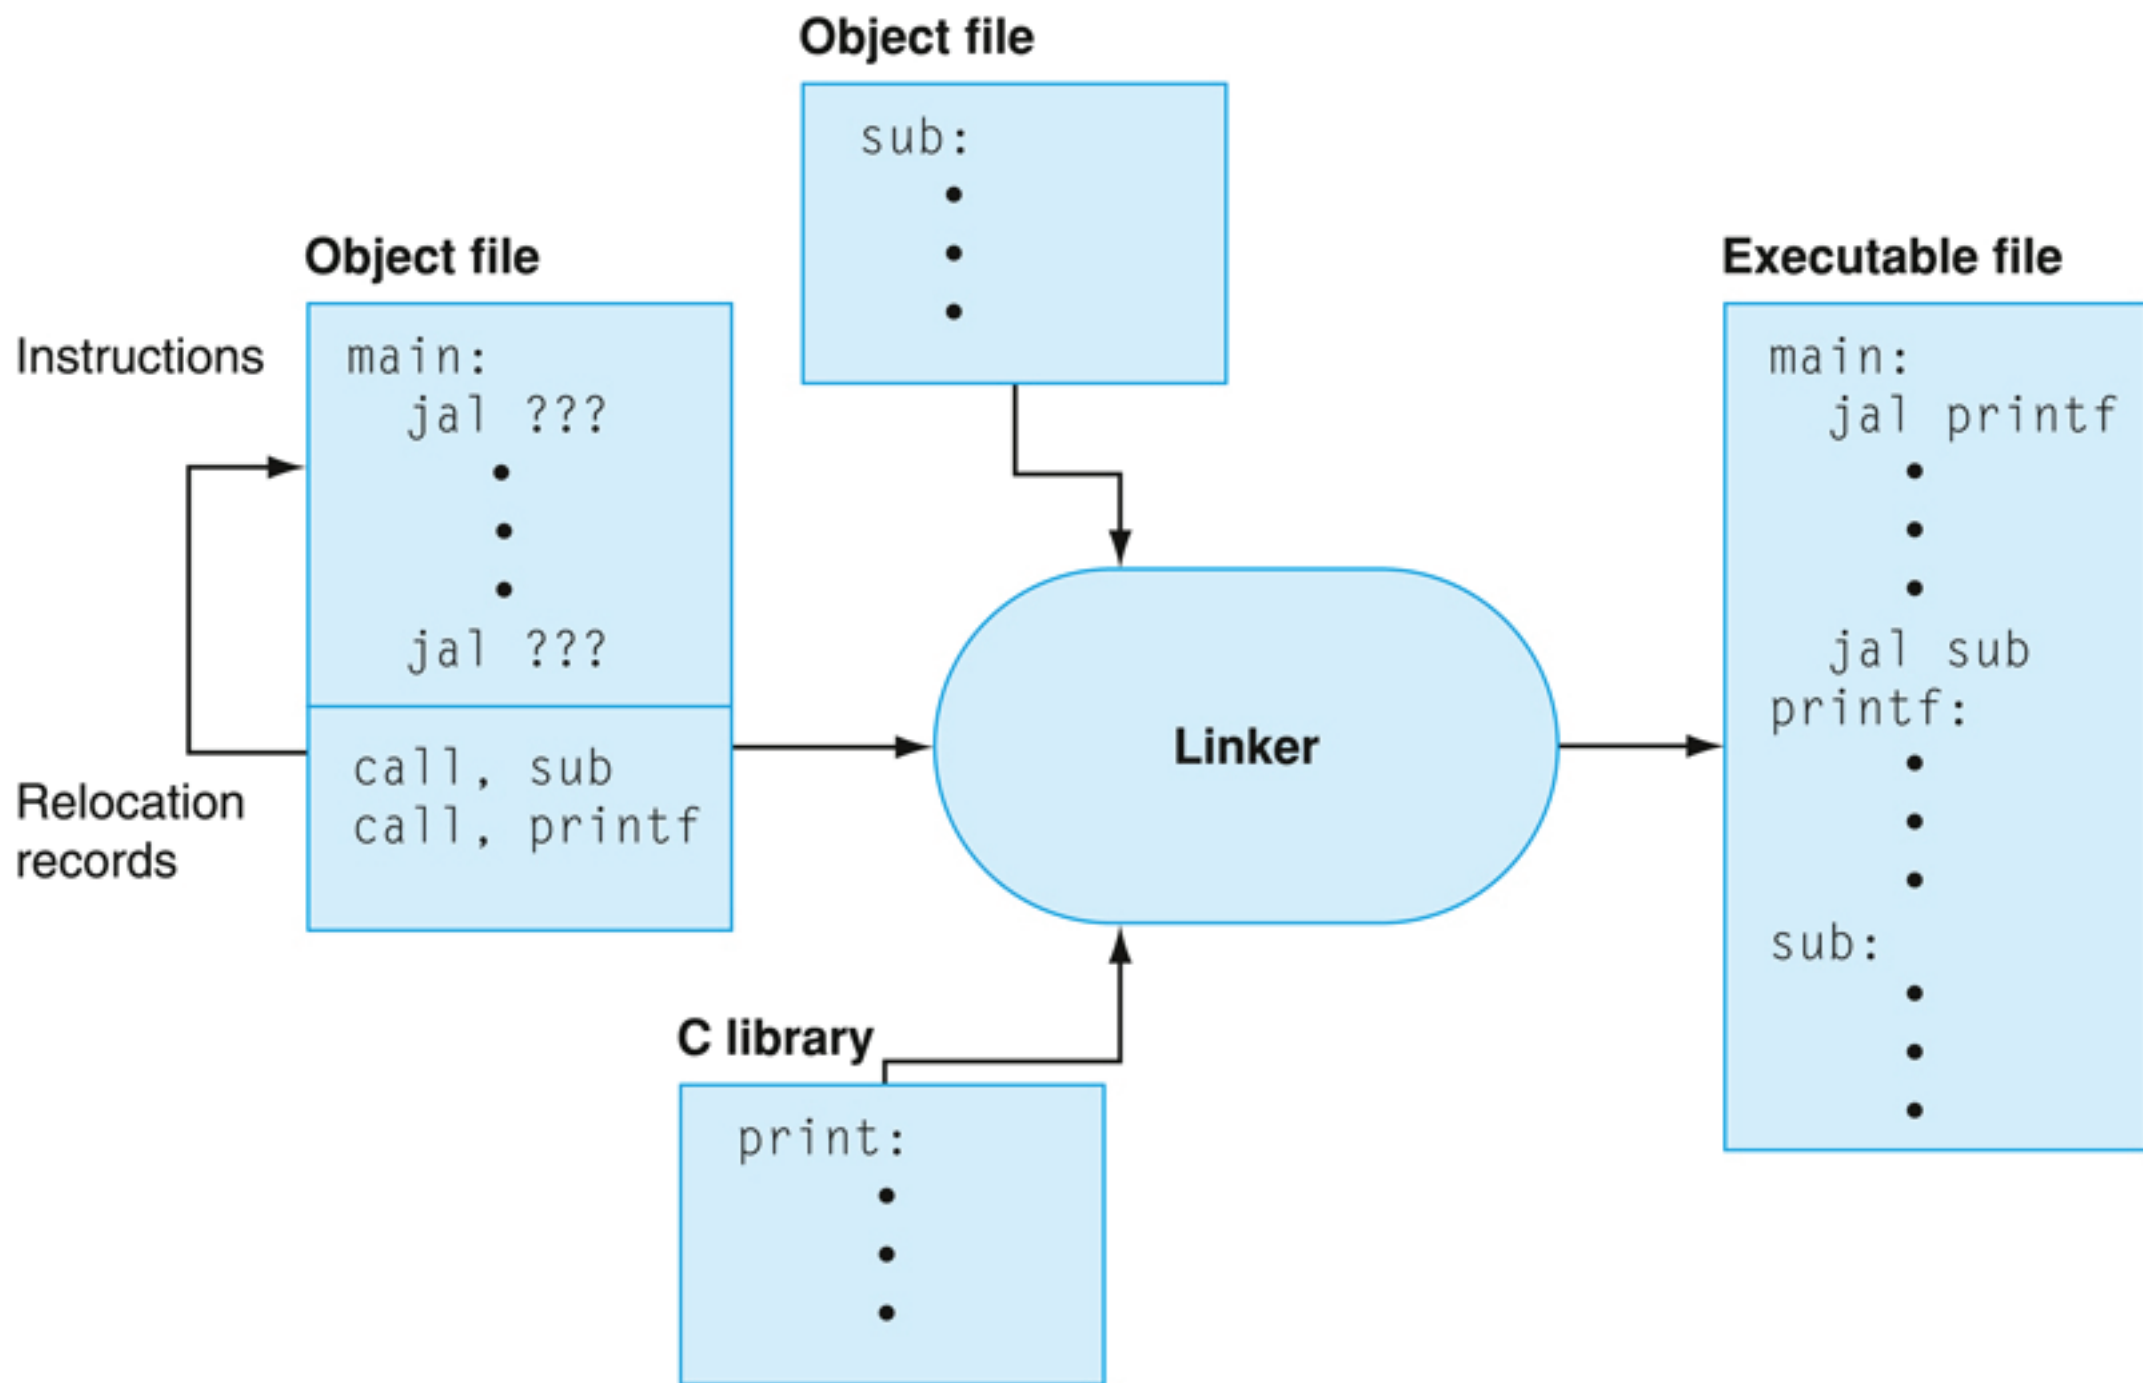 Object file
sub:
Object file
Instructions
main:
jal ???
jal ???
Relocation
records
call, sub
call, printf
Linker
C library
print:
Executable file
main:
jal printf
jal sub
printf:
sub: